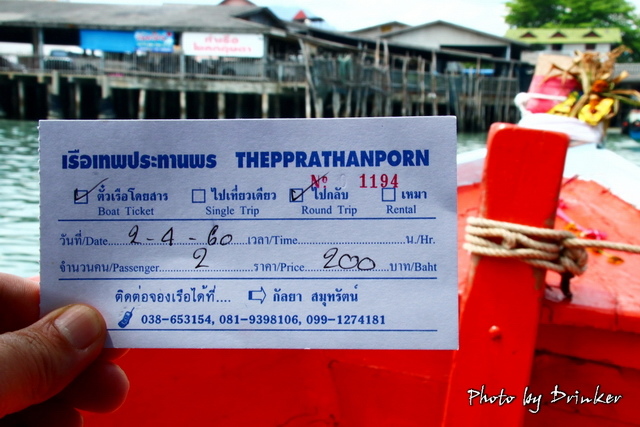 เรือเทพประทานพร THEPPRATHANPORN
Nº 1194
ตั๋วเรือโดยสาร ไปเที่ยวเดียว ไปกลับ เหมา
Boat Ticket Single Trip Round Trip Rental
วันที่/Date 2-4-60 เวลา/Time น./Hr.
จำนวนคน/Passenger 2 ราคา/Price 200 บาท/Baht
ติดต่อจองเรือได้ที่.... กัลยา สมุทรัตน์
038-653154, 081-9398106, 099-1274181
Photo by Drinker